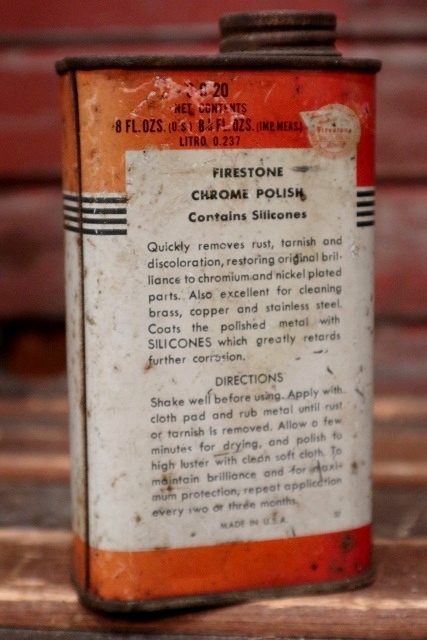 NET CONTENTS
8 FL. OZS. (U.S.) 8⅓ FL. OZS. (IMP. MEAS.)
LITRO. 0.237
Firestone
FIRESTONE
CHROME POLISH
Contains Silicones
Quickly removes rust, tarnish and
discoloration, restoring original bril-
liance to chromium and nickel plated
parts. Also excellent for cleaning
brass, copper and stainless steel.
Coats the polished metal with
SILICONES which greatly retards
further corrosion.
DIRECTIONS
Shake well before using. Apply with
cloth pad and rub metal until rust
or tarnish is removed. Allow a few
minutes for drying, and polish to
high luster with clean soft cloth. To
maintain brilliance and for maxi-
mum protection, repeat application
every two or three months.
MADE IN U.S.A.